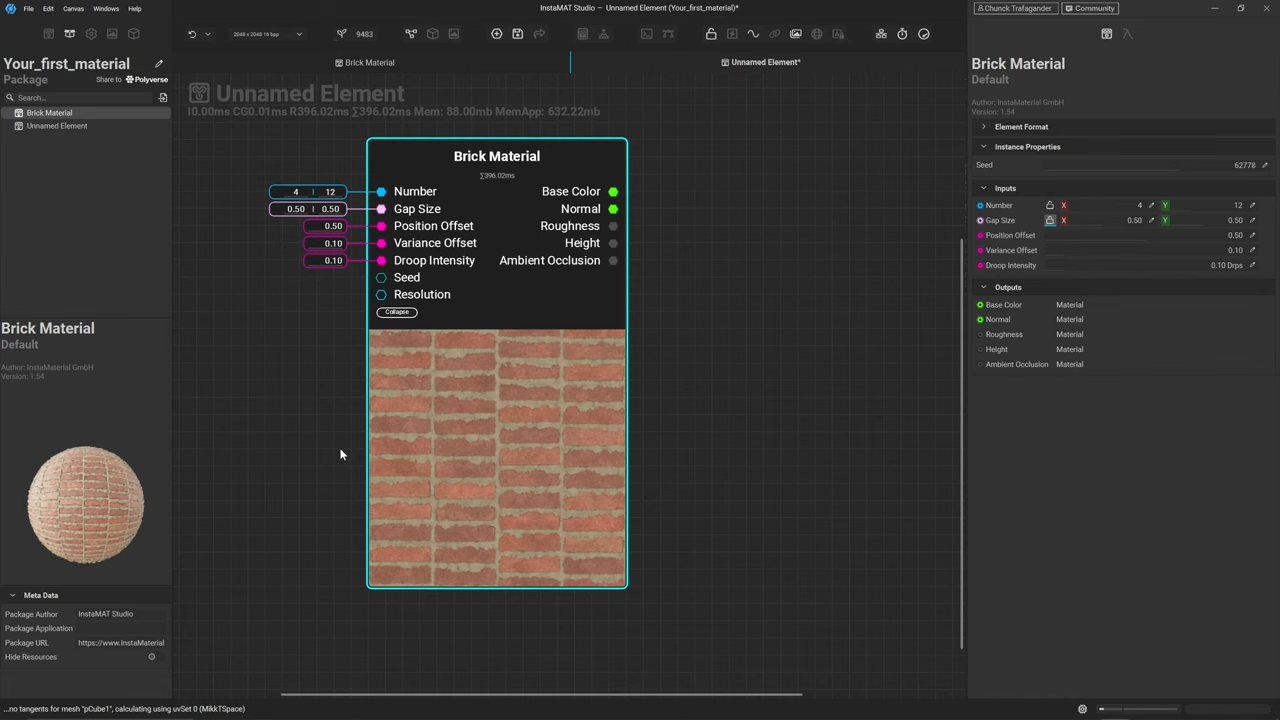 File Edit Canvas Windows Help
InstaMAT Studio – Unnamed Element (Your_first_material)*
Chunck Trafagander Community
2048 x 2048 16 bpp
9483
Brick Material
Unnamed Element*
Your_first_material
Package
Share to Polyverse
Search...
Brick Material
Unnamed Element
Brick Material
Default
Author: InstaMaterial GmbH
Version: 1.54
Meta Data
Package Author InstaMAT Studio
Package Application
Package URL https://www.InstaMaterial
Hide Resources
...no tangents for mesh "pCube1", calculating using uvSet 0 (MikkTSpace)
Unnamed Element
I0.00ms CG0.01ms R396.02ms ∑396.02ms Mem: 88.00mb MemApp: 632.22mb
Brick Material
∑396.02ms
4 | 12 Number Base Color
0.50 | 0.50 Gap Size Normal
0.50 Position Offset Roughness
0.10 Variance Offset Height
0.10 Droop Intensity Ambient Occlusion
Seed
Resolution
Collapse
Brick Material
Default
Author: InstaMaterial GmbH
Version: 1.54
Element Format
Instance Properties
Seed 62778
Inputs
Number X 4 Y 12
Gap Size X 0.50 Y 0.50
Position Offset 0.50
Variance Offset 0.10
Droop Intensity 0.10 Drps
Outputs
Base Color Material
Normal Material
Roughness Material
Height Material
Ambient Occlusion Material